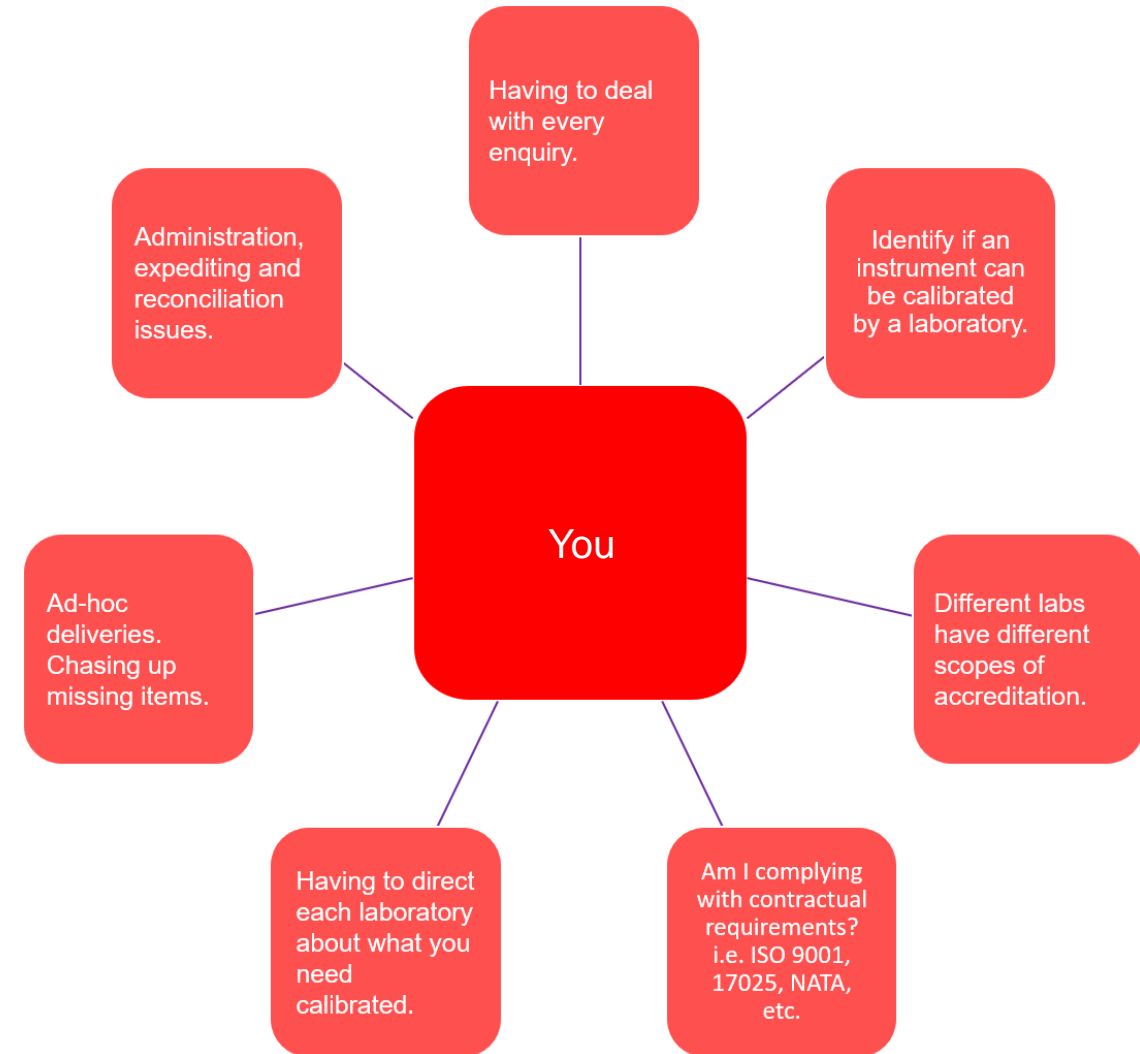 Having to deal
with every
enquiry.
Identify if an
instrument can
be calibrated
by a laboratory.
Different labs
have different
scopes of
accreditation.
Am I complying
with contractual
requirements?
i.e. ISO 9001,
17025, NATA,
etc.
Having to direct
each laboratory
about what you
need
calibrated.
Ad-hoc
deliveries.
Chasing up
missing items.
Administration,
expediting and
reconciliation
issues.
You